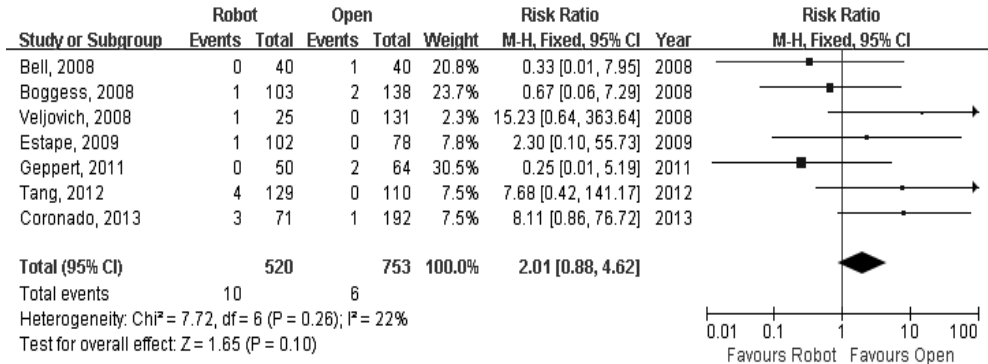 Robot Open Risk Ratio Risk Ratio
Study or Subgroup Events Total Events Total Weight M-H, Fixed, 95% CI Year M-H, Fixed, 95% CI
Bell, 2008 0 40 1 40 20.8% 0.33 [0.01, 7.95] 2008
Boggess, 2008 1 103 2 138 23.7% 0.67 [0.06, 7.29] 2008
Veljovich, 2008 1 25 0 131 2.3% 15.23 [0.64, 363.64] 2008
Estape, 2009 1 102 0 78 7.8% 2.30 [0.10, 55.73] 2009
Geppert, 2011 0 50 2 64 30.5% 0.25 [0.01, 5.19] 2011
Tang, 2012 4 129 0 110 7.5% 7.68 [0.42, 141.17] 2012
Coronado, 2013 3 71 1 192 7.5% 8.11 [0.86, 76.72] 2013
Total (95% CI) 520 753 100.0% 2.01 [0.88, 4.62]
Total events 10 6
Heterogeneity: Chi² = 7.72, df = 6 (P = 0.26); I² = 22%
Test for overall effect: Z = 1.65 (P = 0.10)
0.01 0.1 1 10 100
Favours Robot Favours Open